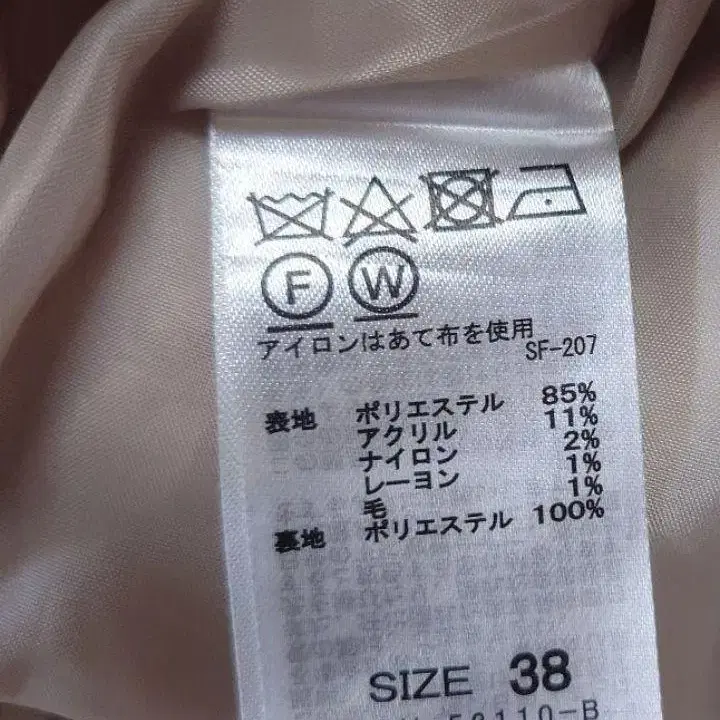 F W
アイロンはあて布を使用
SF-207
表地 ポリエステル 85%
アクリル 11%
ナイロン 2%
レーヨン 1%
毛 1%
裏地 ポリエステル 100%
SIZE 38